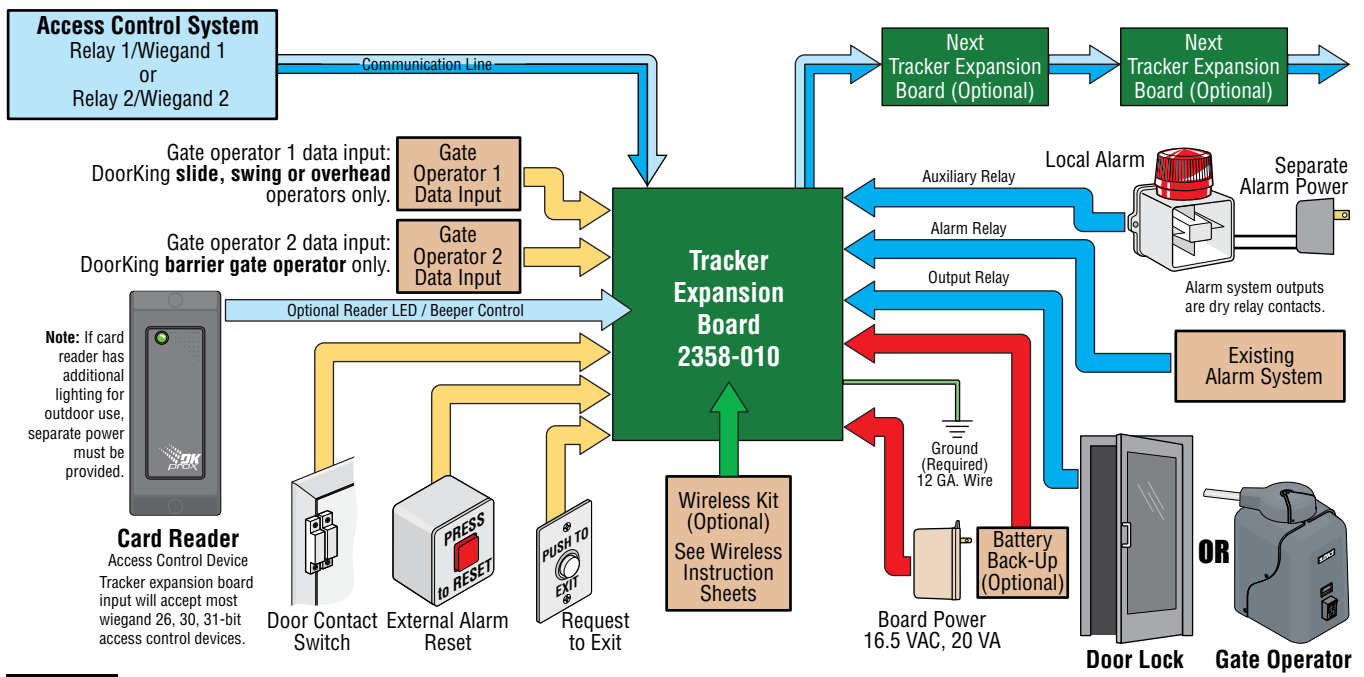 Access Control System
Relay 1/Wiegand 1
or
Relay 2/Wiegand 2
Communication Line
Next
Tracker Expansion
Board (Optional)
Next
Tracker Expansion
Board (Optional)
Gate operator 1 data input:
DoorKing slide, swing or overhead
operators only.
Gate
Operator 1
Data Input
Gate operator 2 data input:
DoorKing barrier gate operator only.
Gate
Operator 2
Data Input
Optional Reader LED / Beeper Control
Note: If card
reader has
additional
lighting for
outdoor use,
separate power
must be
provided.
DK
prox
Card Reader
Access Control Device
Tracker expansion board
input will accept most
wiegand 26, 30, 31-bit
access control devices.
Door Contact
Switch
PRESS
to RESET
External Alarm
Reset
PUSH TO
EXIT
Request
to Exit
Tracker
Expansion
Board
2358-010
Wireless Kit
(Optional)
See Wireless
Instruction
Sheets
Auxiliary Relay
Alarm Relay
Output Relay
Local Alarm
Separate
Alarm Power
Alarm system outputs
are dry relay contacts.
Existing
Alarm System
Ground
(Required)
12 GA. Wire
Board Power
16.5 VAC, 20 VA
Battery
Back-Up
(Optional)
Door Lock
OR
Gate Operator